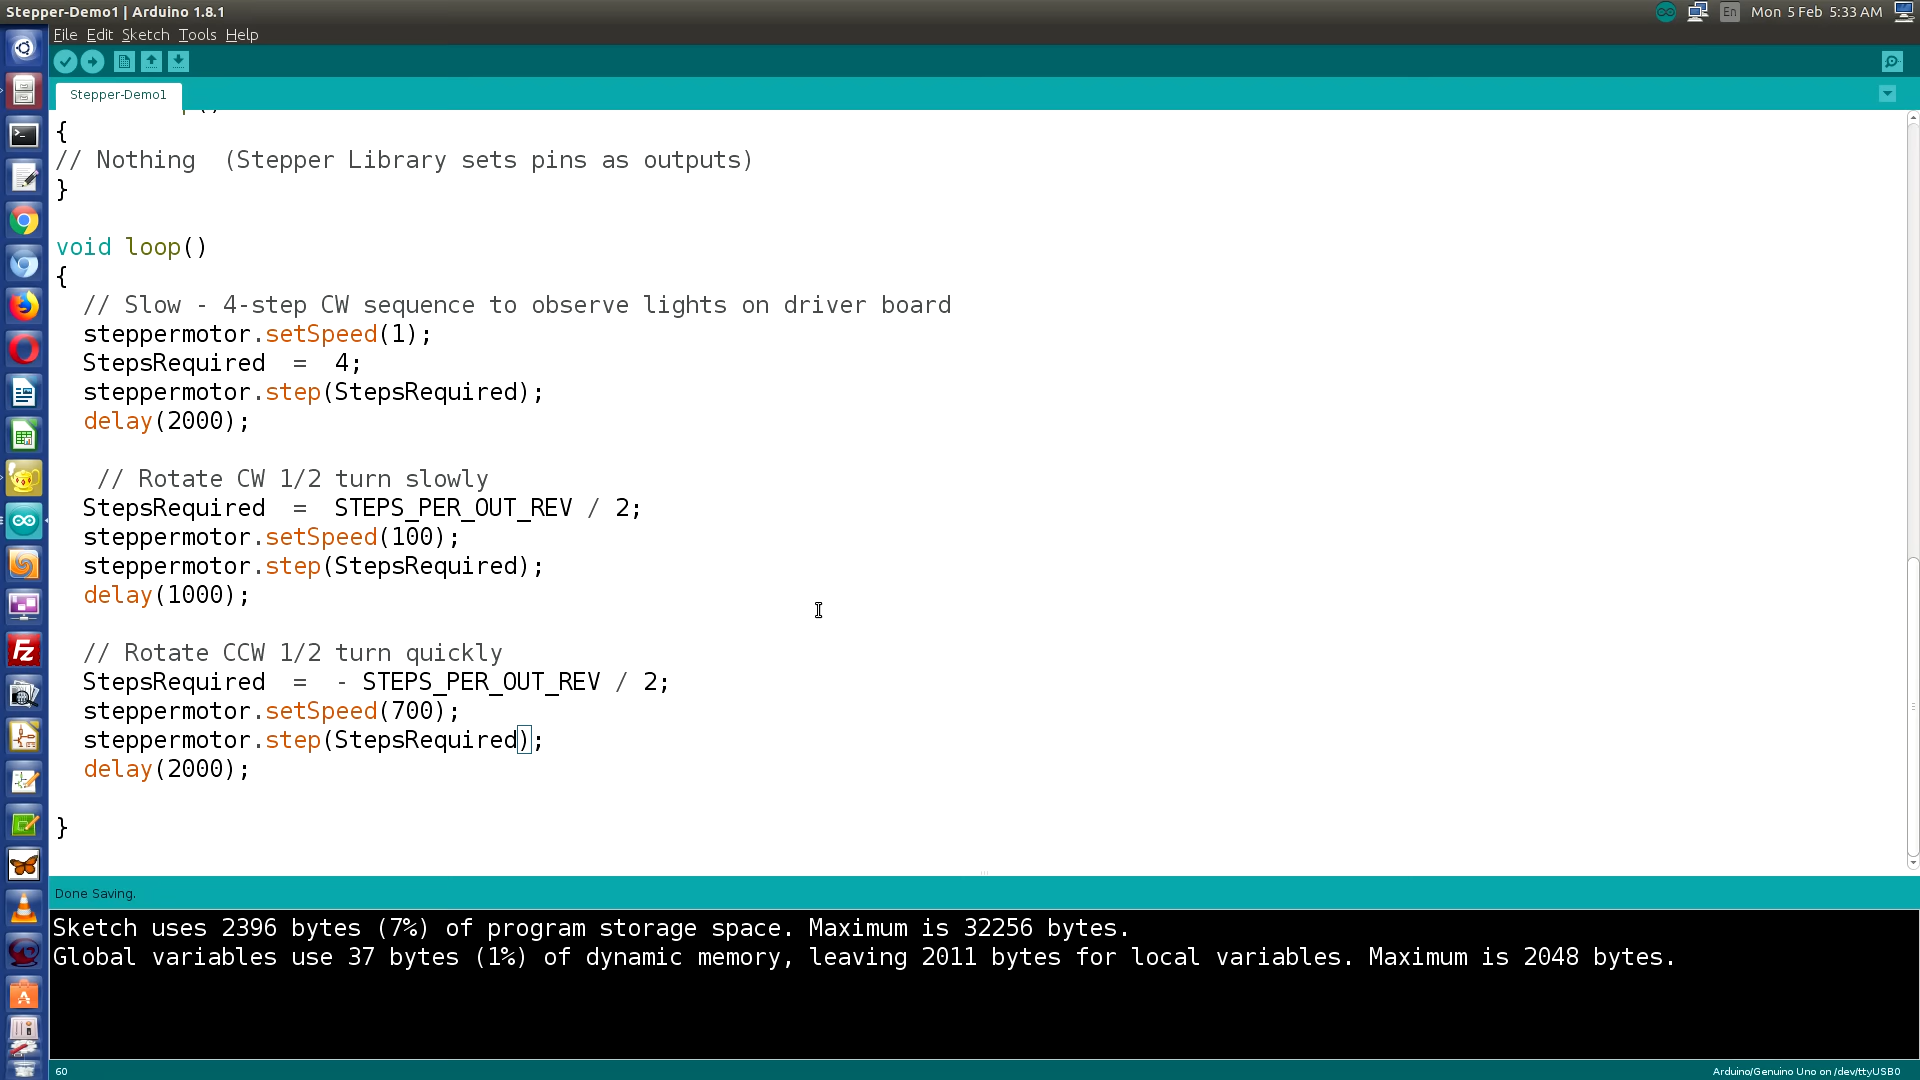 Stepper-Demo1 | Arduino 1.8.1
En Mon 5 Feb 5:33 AM
File Edit Sketch Tools Help
Stepper-Demo1
{
// Nothing  (Stepper Library sets pins as outputs)
}
void loop()
{
// Slow - 4-step CW sequence to observe lights on driver board
steppermotor.setSpeed(1);
StepsRequired  =  4;
steppermotor.step(StepsRequired);
delay(2000);
// Rotate CW 1/2 turn slowly
StepsRequired  =  STEPS_PER_OUT_REV / 2;
steppermotor.setSpeed(100);
steppermotor.step(StepsRequired);
delay(1000);
// Rotate CCW 1/2 turn quickly
StepsRequired  =  - STEPS_PER_OUT_REV / 2;
steppermotor.setSpeed(700);
steppermotor.step(StepsRequired);
delay(2000);
}
Done Saving.
Sketch uses 2396 bytes (7%) of program storage space. Maximum is 32256 bytes.
Global variables use 37 bytes (1%) of dynamic memory, leaving 2011 bytes for local variables. Maximum is 2048 bytes.
60
Arduino/Genuino Uno on /dev/ttyUSB0
Fz